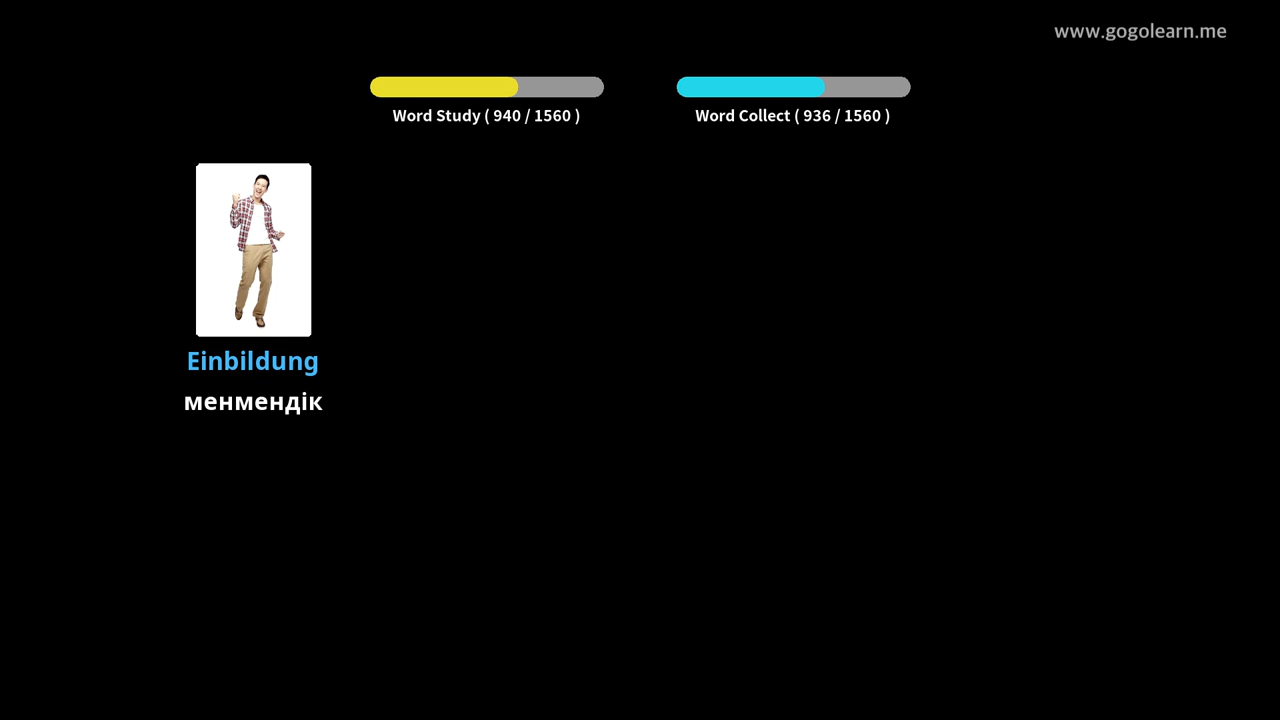 www.gogolearn.me
Word Study ( 940 / 1560 )
Word Collect ( 936 / 1560 )
Einbildung
менмендік